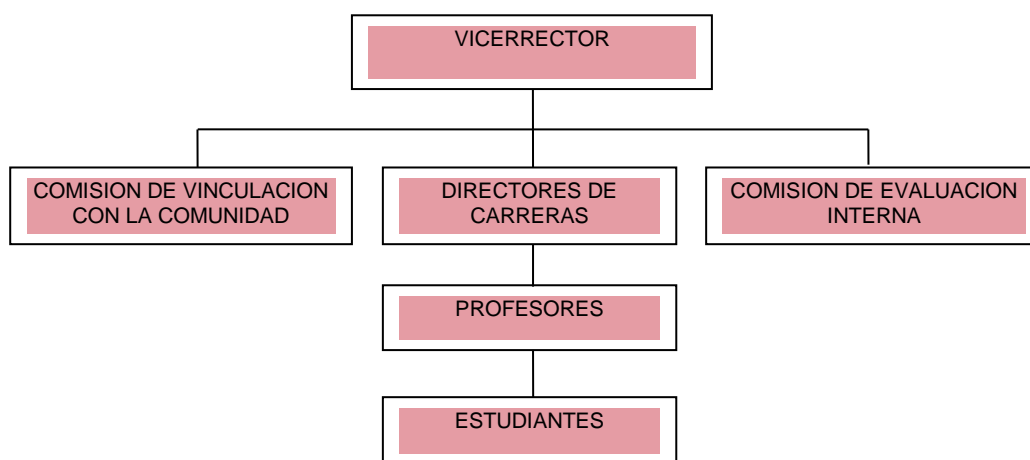 VICERRECTOR
COMISION DE VINCULACION
CON LA COMUNIDAD
DIRECTORES DE
CARRERAS
COMISION DE EVALUACION
INTERNA
PROFESORES
ESTUDIANTES